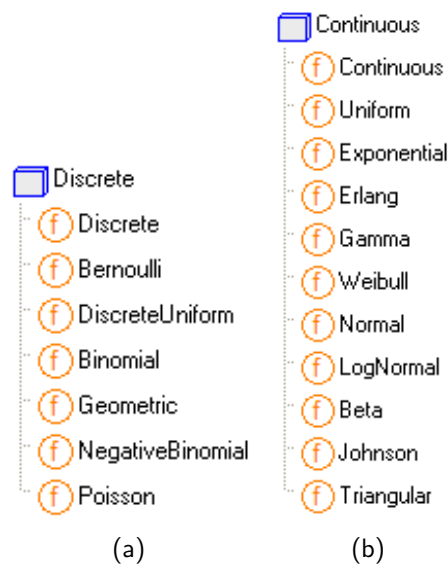 Discrete
f Discrete
f Bernoulli
f DiscreteUniform
f Binomial
f Geometric
f NegativeBinomial
f Poisson
(a)
Continuous
f Continuous
f Uniform
f Exponential
f Erlang
f Gamma
f Weibull
f Normal
f LogNormal
f Beta
f Johnson
f Triangular
(b)